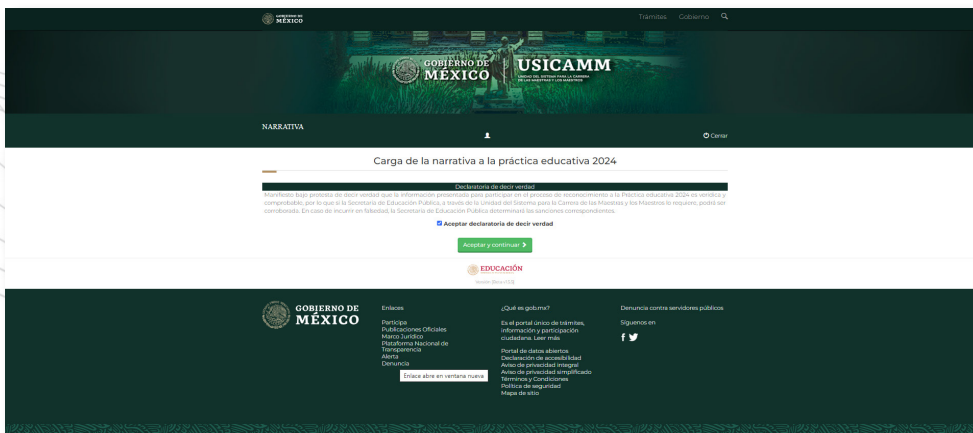 GOBIERNO DE
MÉXICO
Trámites Gobierno
GOBIERNO DE
MÉXICO
USICAMM
UNIDAD DEL SISTEMA PARA LA CARRERA
DE LAS MAESTRAS Y LOS MAESTROS
NARRATIVA
Cerrar
Carga de la narrativa a la práctica educativa 2024
Declaratoria de decir verdad
Manifiesto bajo protesta de decir verdad que la información presentada para participar en el proceso de reconocimiento a la Práctica educativa 2024 es verídica y
comprobable, por lo que si la Secretaría de Educación Pública, a través de la Unidad del Sistema para la Carrera de las Maestras y los Maestros lo requiere, podrá ser
corroborada. En caso de incurrir en falsedad, la Secretaría de Educación Pública determinará las sanciones correspondientes.
Aceptar declaratoria de decir verdad
Aceptar y continuar
EDUCACIÓN
GOBIERNO DE
MÉXICO
Enlaces
Participa
Publicaciones Oficiales
Marco Jurídico
Plataforma Nacional de
Transparencia
Alerta
Denuncia
Enlace abre en ventana nueva
¿Qué es gob.mx?
Es el portal único de trámites,
información y participación
ciudadana. Leer más
Portal de datos abiertos
Declaración de accesibilidad
Aviso de privacidad integral
Aviso de privacidad simplificado
Términos y Condiciones
Política de seguridad
Mapa de sitio
Denuncia contra servidores públicos
Síguenos en